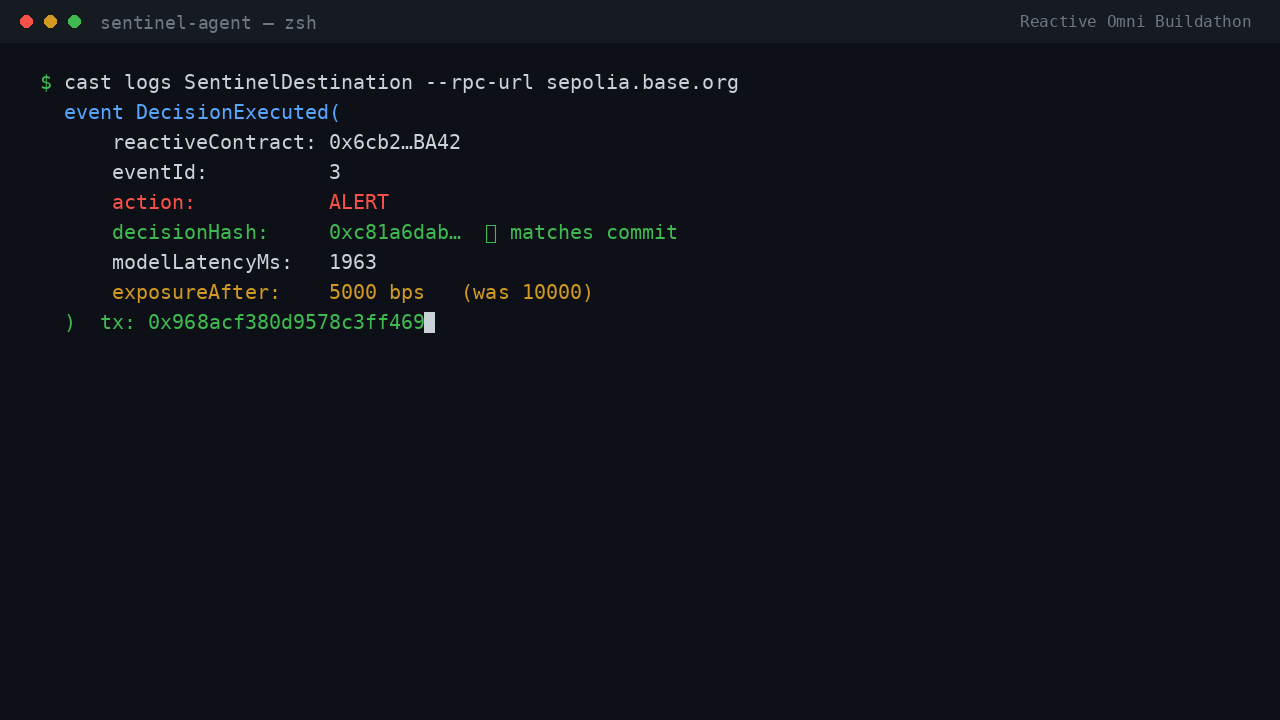 sentinel-agent — zsh
Reactive Omni Buildathon
$ cast logs SentinelDestination --rpc-url sepolia.base.org
event DecisionExecuted(
reactiveContract: 0x6cb2…BA42
eventId: 3
action: ALERT
decisionHash: 0xc81a6dab… ▯ matches commit
modelLatencyMs: 1963
exposureAfter: 5000 bps (was 10000)
) tx: 0x968acf380d9578c3ff469